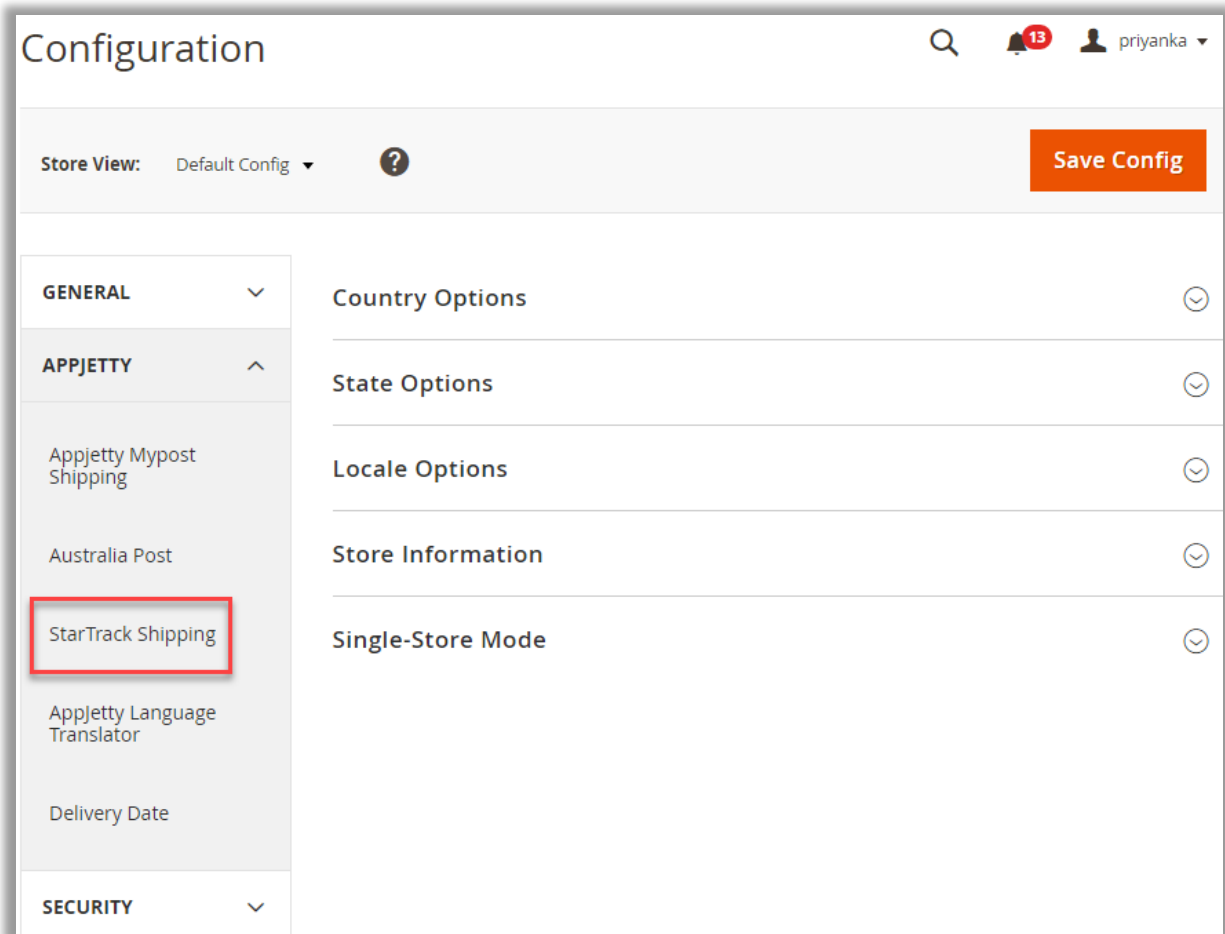 Configuration
13
priyanka
Store View:
Default Config
?
Save Config
GENERAL
APPJETTY
Appjetty Mypost
Shipping
Australia Post
StarTrack Shipping
AppJetty Language
Translator
Delivery Date
SECURITY
Country Options
State Options
Locale Options
Store Information
Single-Store Mode